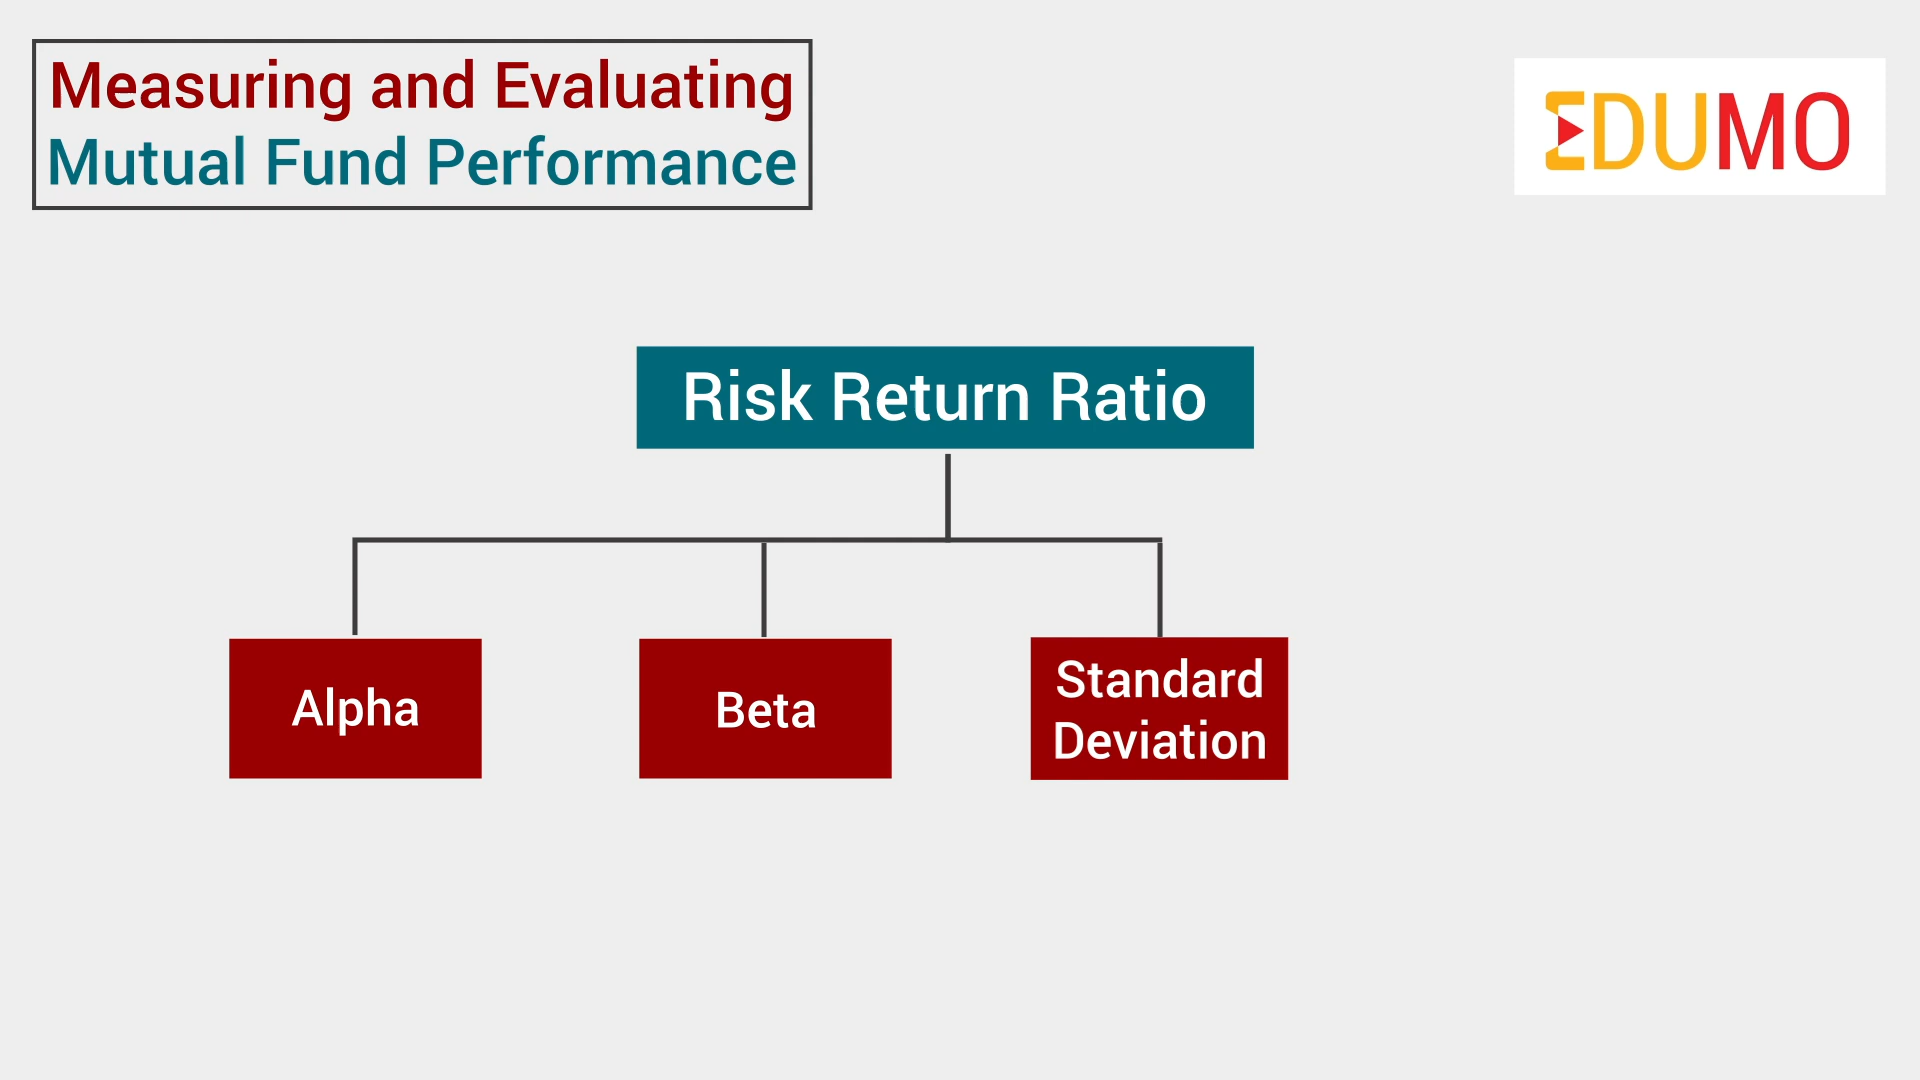 Measuring and Evaluating
Mutual Fund Performance
EDUMO
Risk Return Ratio
Alpha
Beta
Standard
Deviation